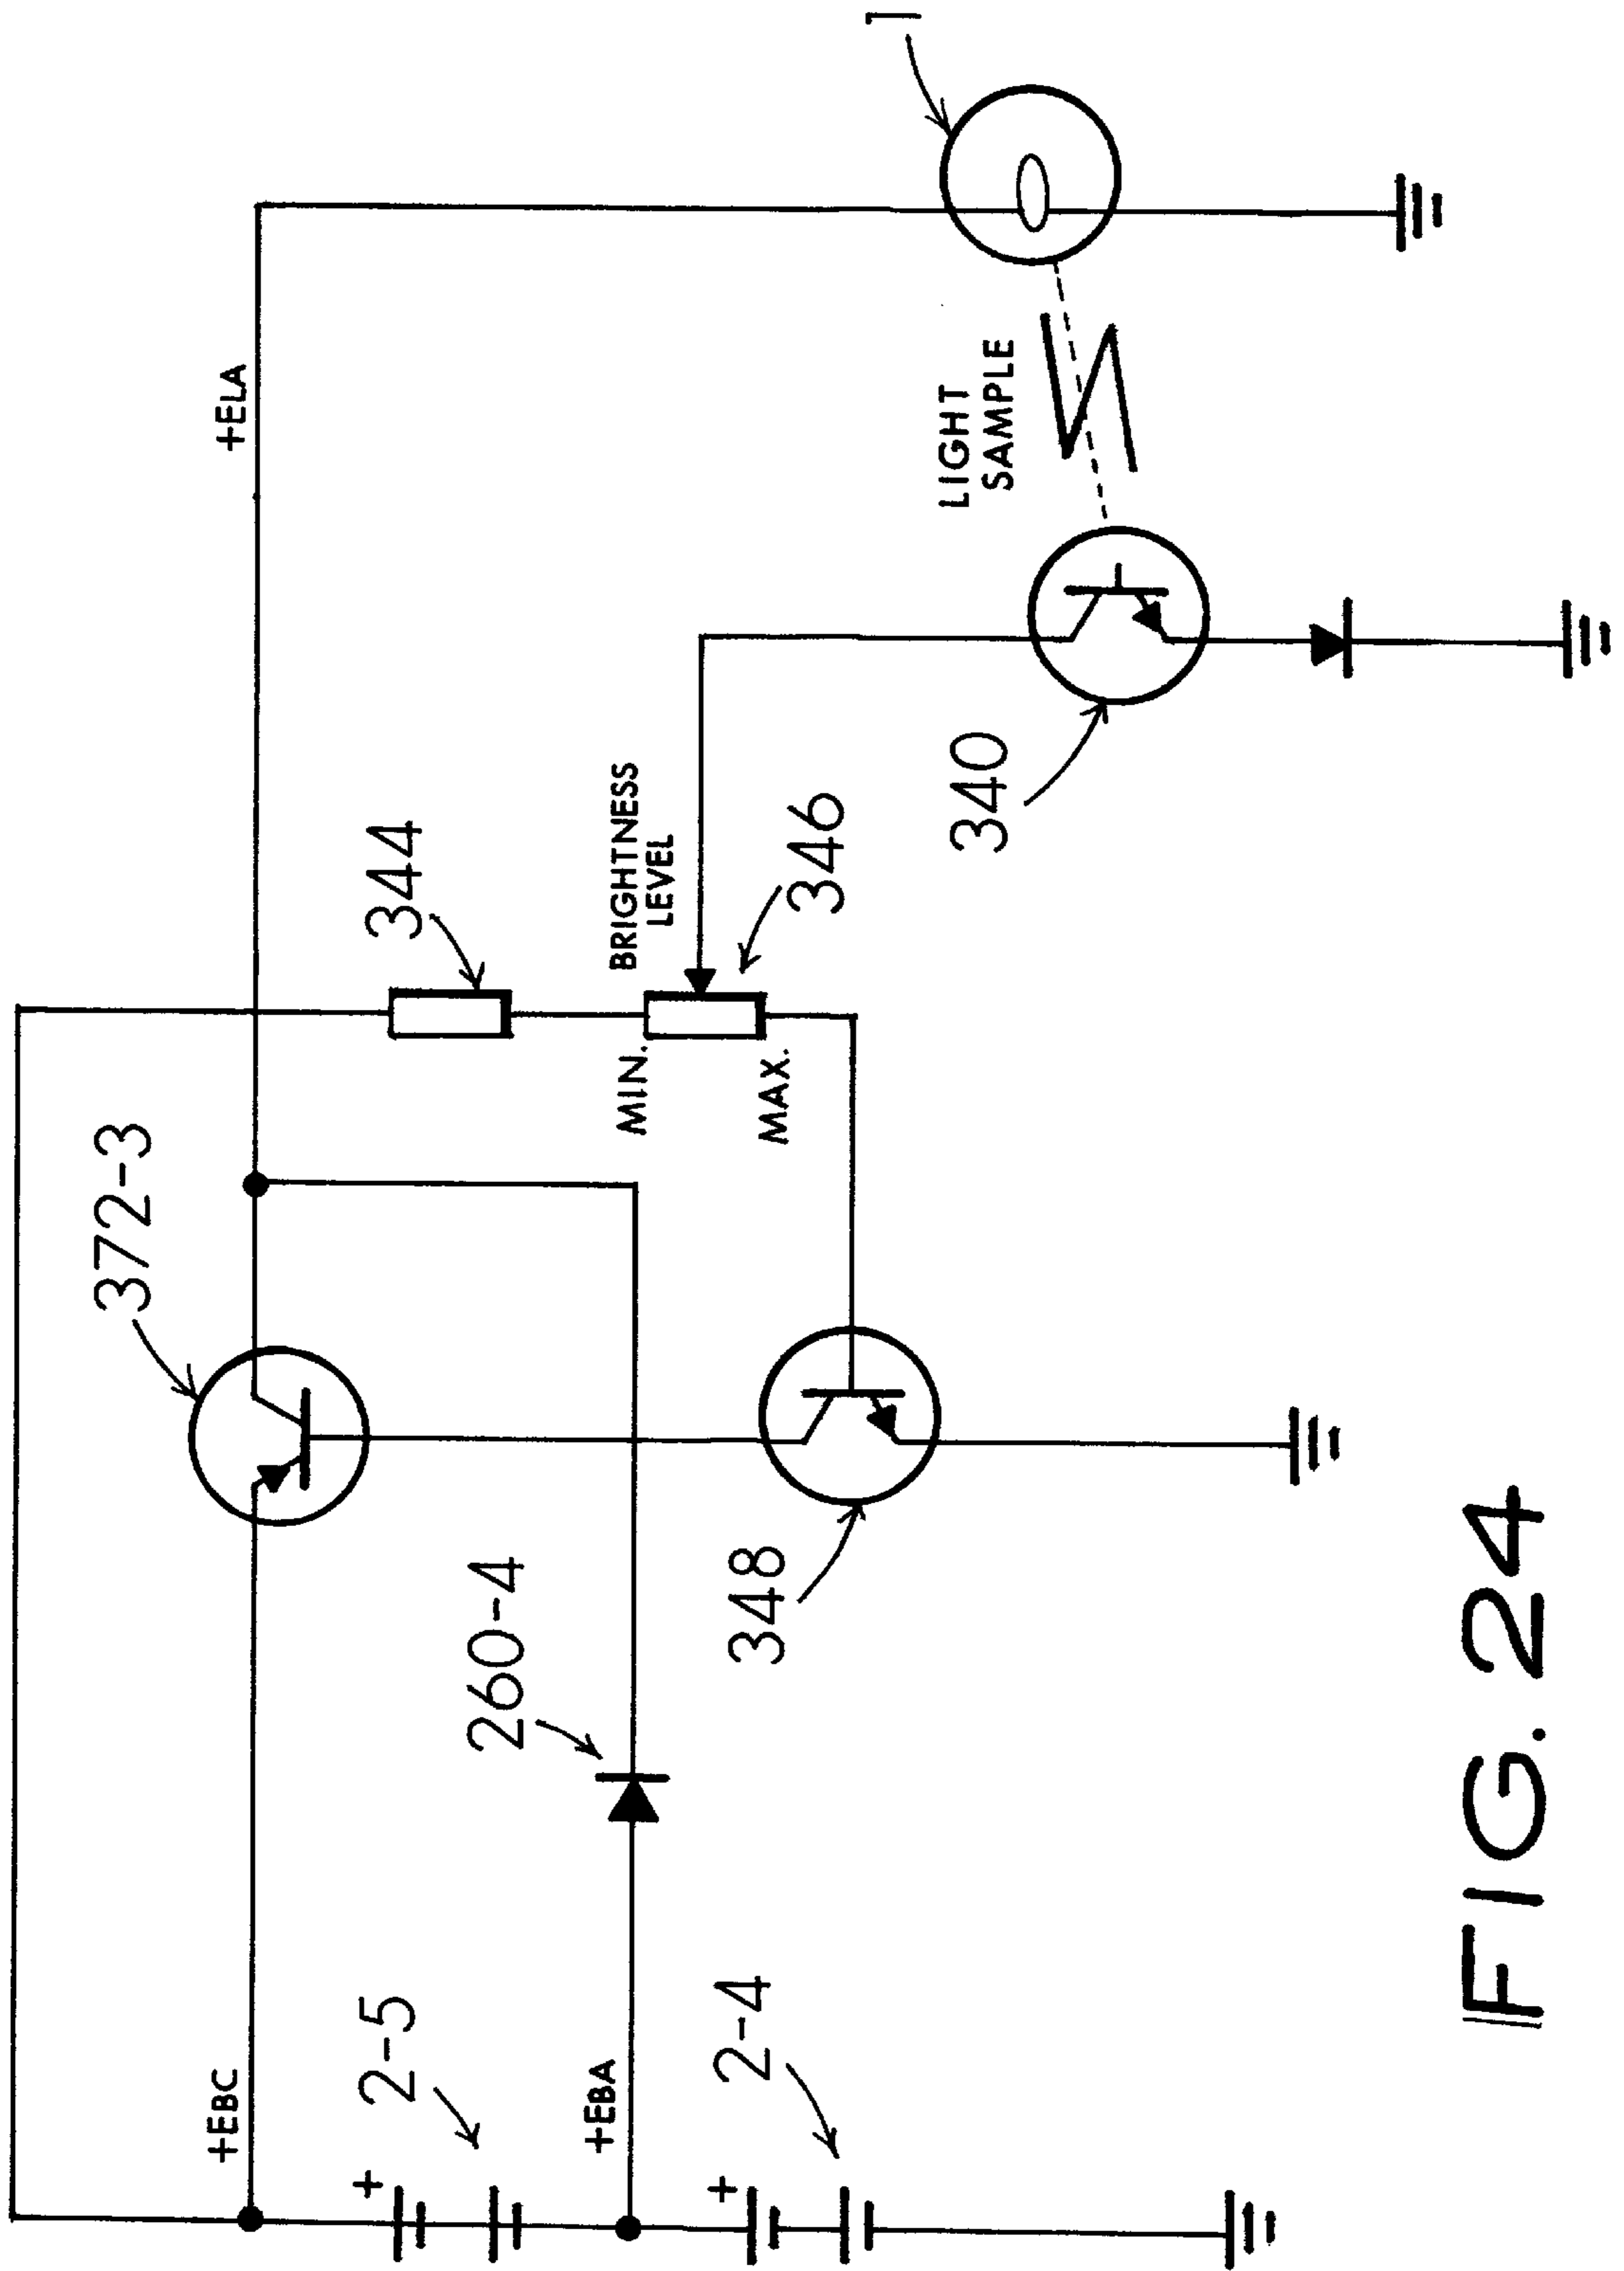 +EBC
2-5
+
+EBA
2-4
+
372-3
260-4
348
344
MIN.
MAX.
BRIGHTNESS
LEVEL
346
340
+ELA
LIGHT
SAMPLE
1
FIG. 24